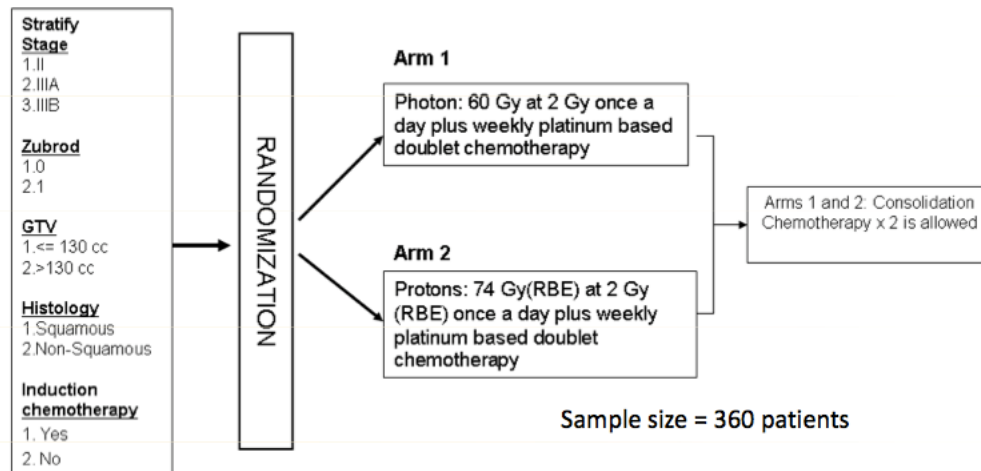 Stratify
Stage
1.II
2.IIIA
3.IIIB
Zubrod
1.0
2.1
GTV
1.<= 130 cc
2.>130 cc
Histology
1.Squamous
2.Non-Squamous
Induction
chemotherapy
1. Yes
2. No
RANDOMIZATION
Arm 1
Photon: 60 Gy at 2 Gy once a
day plus weekly platinum based
doublet chemotherapy
Arm 2
Protons: 74 Gy(RBE) at 2 Gy
(RBE) once a day plus weekly
platinum based doublet
chemotherapy
Arms 1 and 2: Consolidation
Chemotherapy x 2 is allowed
Sample size = 360 patients